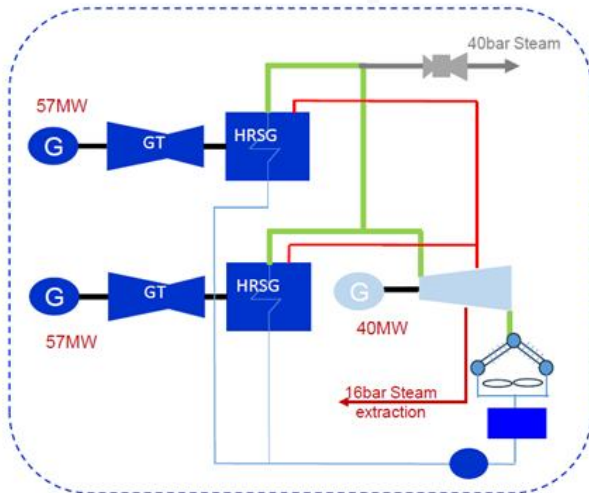 40bar Steam
57MW
G
GT
HRSG
G
GT
HRSG
57MW
G
40MW
16bar Steam
extraction